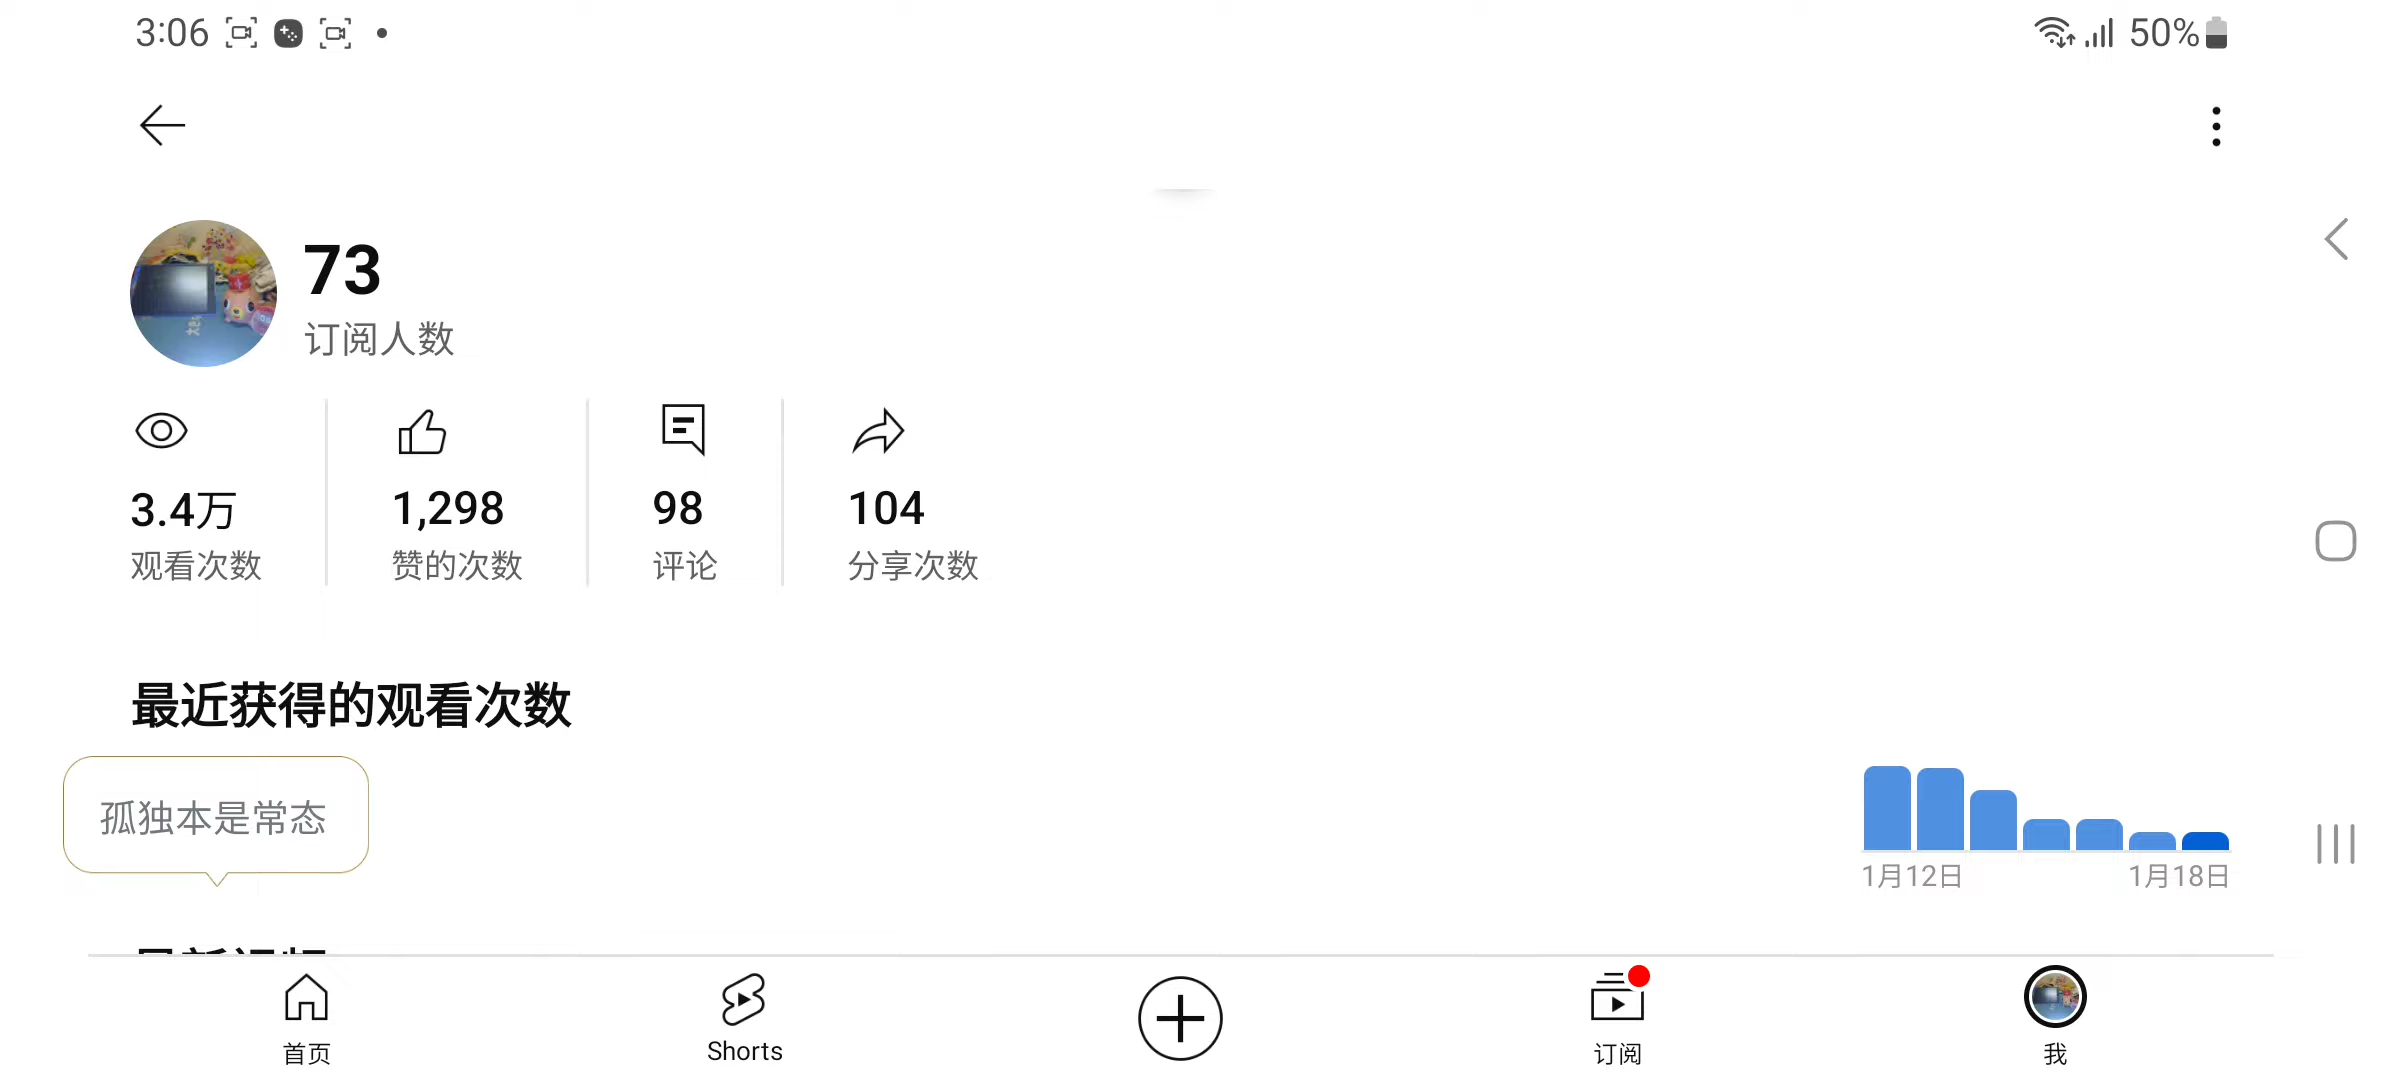 3:06
50%
73
订阅人数
3.4万
1,298
98
104
观看次数
赞的次数
评论
分享次数
最近获得的观看次数
孤独本是常态
1月12日
1月18日
首页
Shorts
订阅
我